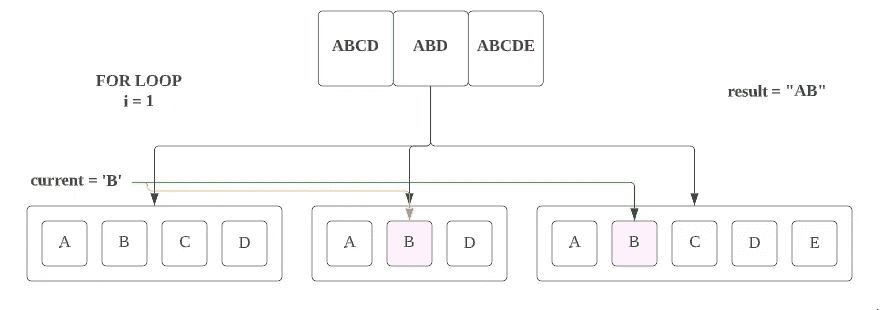 ABCD ABD ABCDE
FOR LOOP
i = 1
result = "AB"
current = 'B'
A B C D
A B D
A B C D E